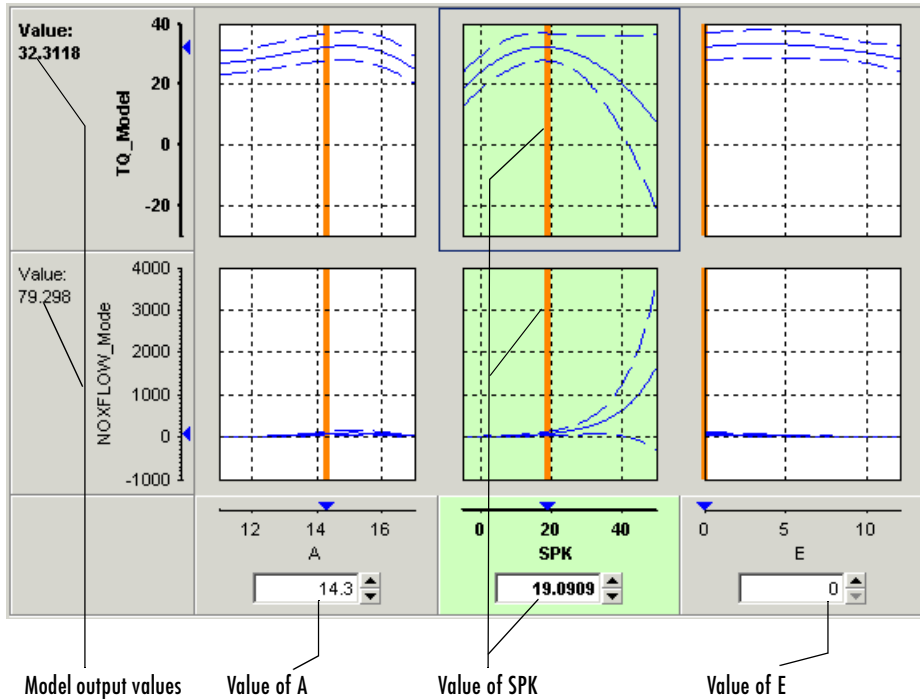 Value:
32.3118
TQ_Model
40
20
0
-20
Value:
79.298
NOXFLOW_Mode
4000
3000
2000
1000
0
-1000
12 14 16
A
14.3
0 20 40
SPK
19.0909
0 5 10
E
0
Model output values Value of A Value of SPK Value of E